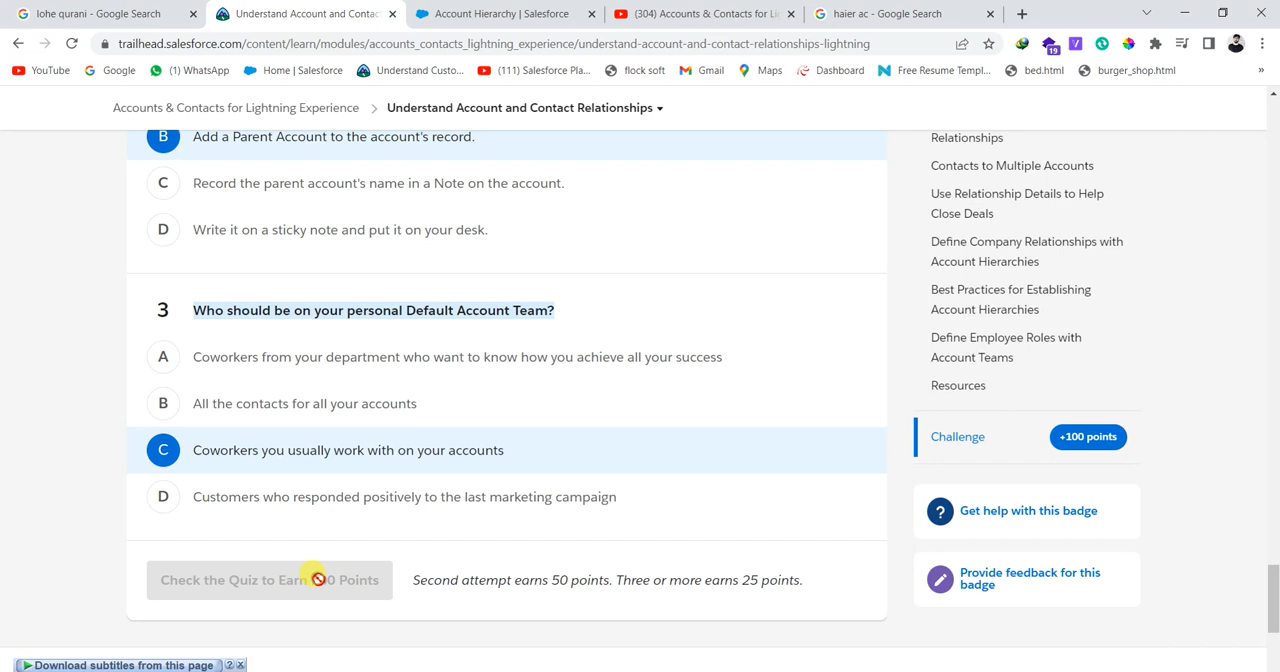 lohe qurani - Google Search
Understand Account and Contac
Account Hierarchy | Salesforce
(304) Accounts & Contacts for Li
haier ac - Google Search
trailhead.salesforce.com/content/learn/modules/accounts_contacts_lightning_experience/understand-account-and-contact-relationships-lightning
19
YouTube
Google
(1) WhatsApp
Home | Salesforce
Understand Custo...
(111) Salesforce Pla...
flock soft
Gmail
Maps
Dashboard
Free Resume Templ...
bed.html
burger_shop.html
»
Accounts & Contacts for Lightning Experience
Understand Account and Contact Relationships
B Add a Parent Account to the account's record.
C Record the parent account's name in a Note on the account.
D Write it on a sticky note and put it on your desk.
3 Who should be on your personal Default Account Team?
A Coworkers from your department who want to know how you achieve all your success
B All the contacts for all your accounts
C Coworkers you usually work with on your accounts
D Customers who responded positively to the last marketing campaign
Check the Quiz to Earn 100 Points
Second attempt earns 50 points. Three or more earns 25 points.
Relationships
Contacts to Multiple Accounts
Use Relationship Details to Help
Close Deals
Define Company Relationships with
Account Hierarchies
Best Practices for Establishing
Account Hierarchies
Define Employee Roles with
Account Teams
Resources
Challenge
+100 points
? Get help with this badge
Provide feedback for this
badge
Download subtitles from this page ? x